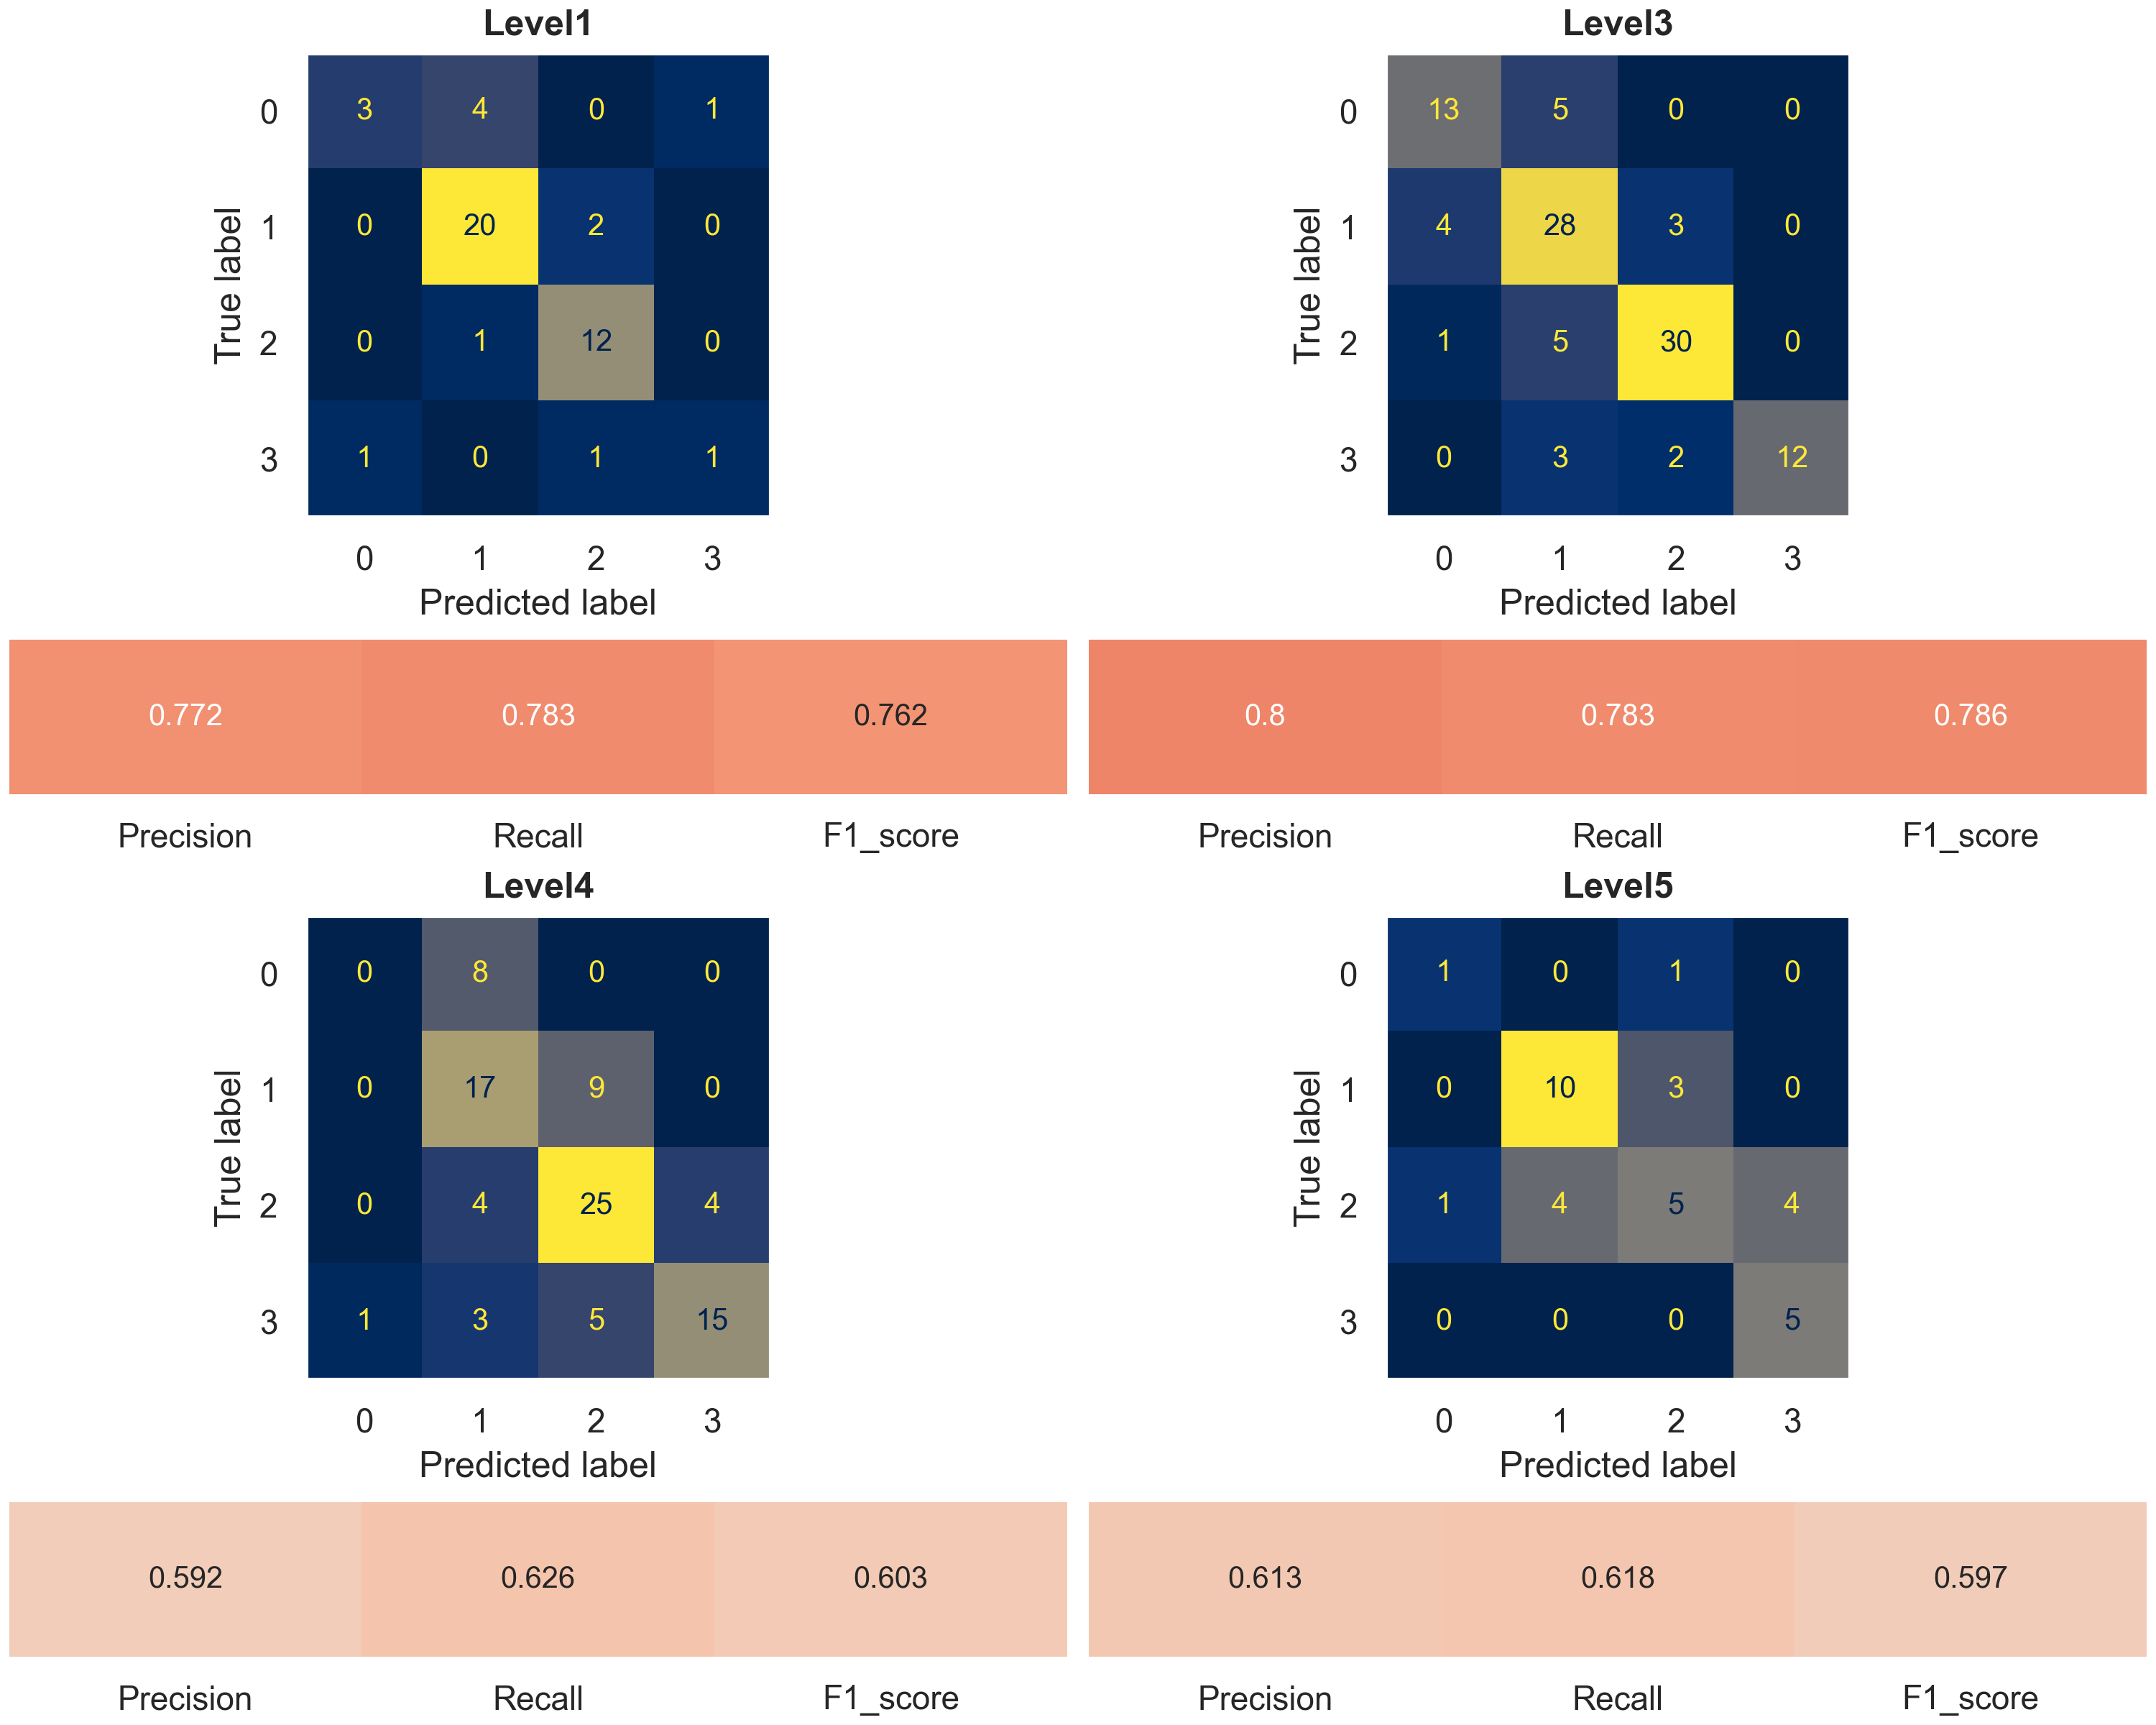 Level1
0 3 4 0 1
1 0 20 2 0
2 0 1 12 0
3 1 0 1 1
True label
0 1 2 3
Predicted label
0.772 0.783 0.762
Precision Recall F1_score
Level3
0 13 5 0 0
1 4 28 3 0
2 1 5 30 0
3 0 3 2 12
True label
0 1 2 3
Predicted label
0.8 0.783 0.786
Precision Recall F1_score
Level4
0 0 8 0 0
1 0 17 9 0
2 0 4 25 4
3 1 3 5 15
True label
0 1 2 3
Predicted label
0.592 0.626 0.603
Precision Recall F1_score
Level5
0 1 0 1 0
1 0 10 3 0
2 1 4 5 4
3 0 0 0 5
True label
0 1 2 3
Predicted label
0.613 0.618 0.597
Precision Recall F1_score